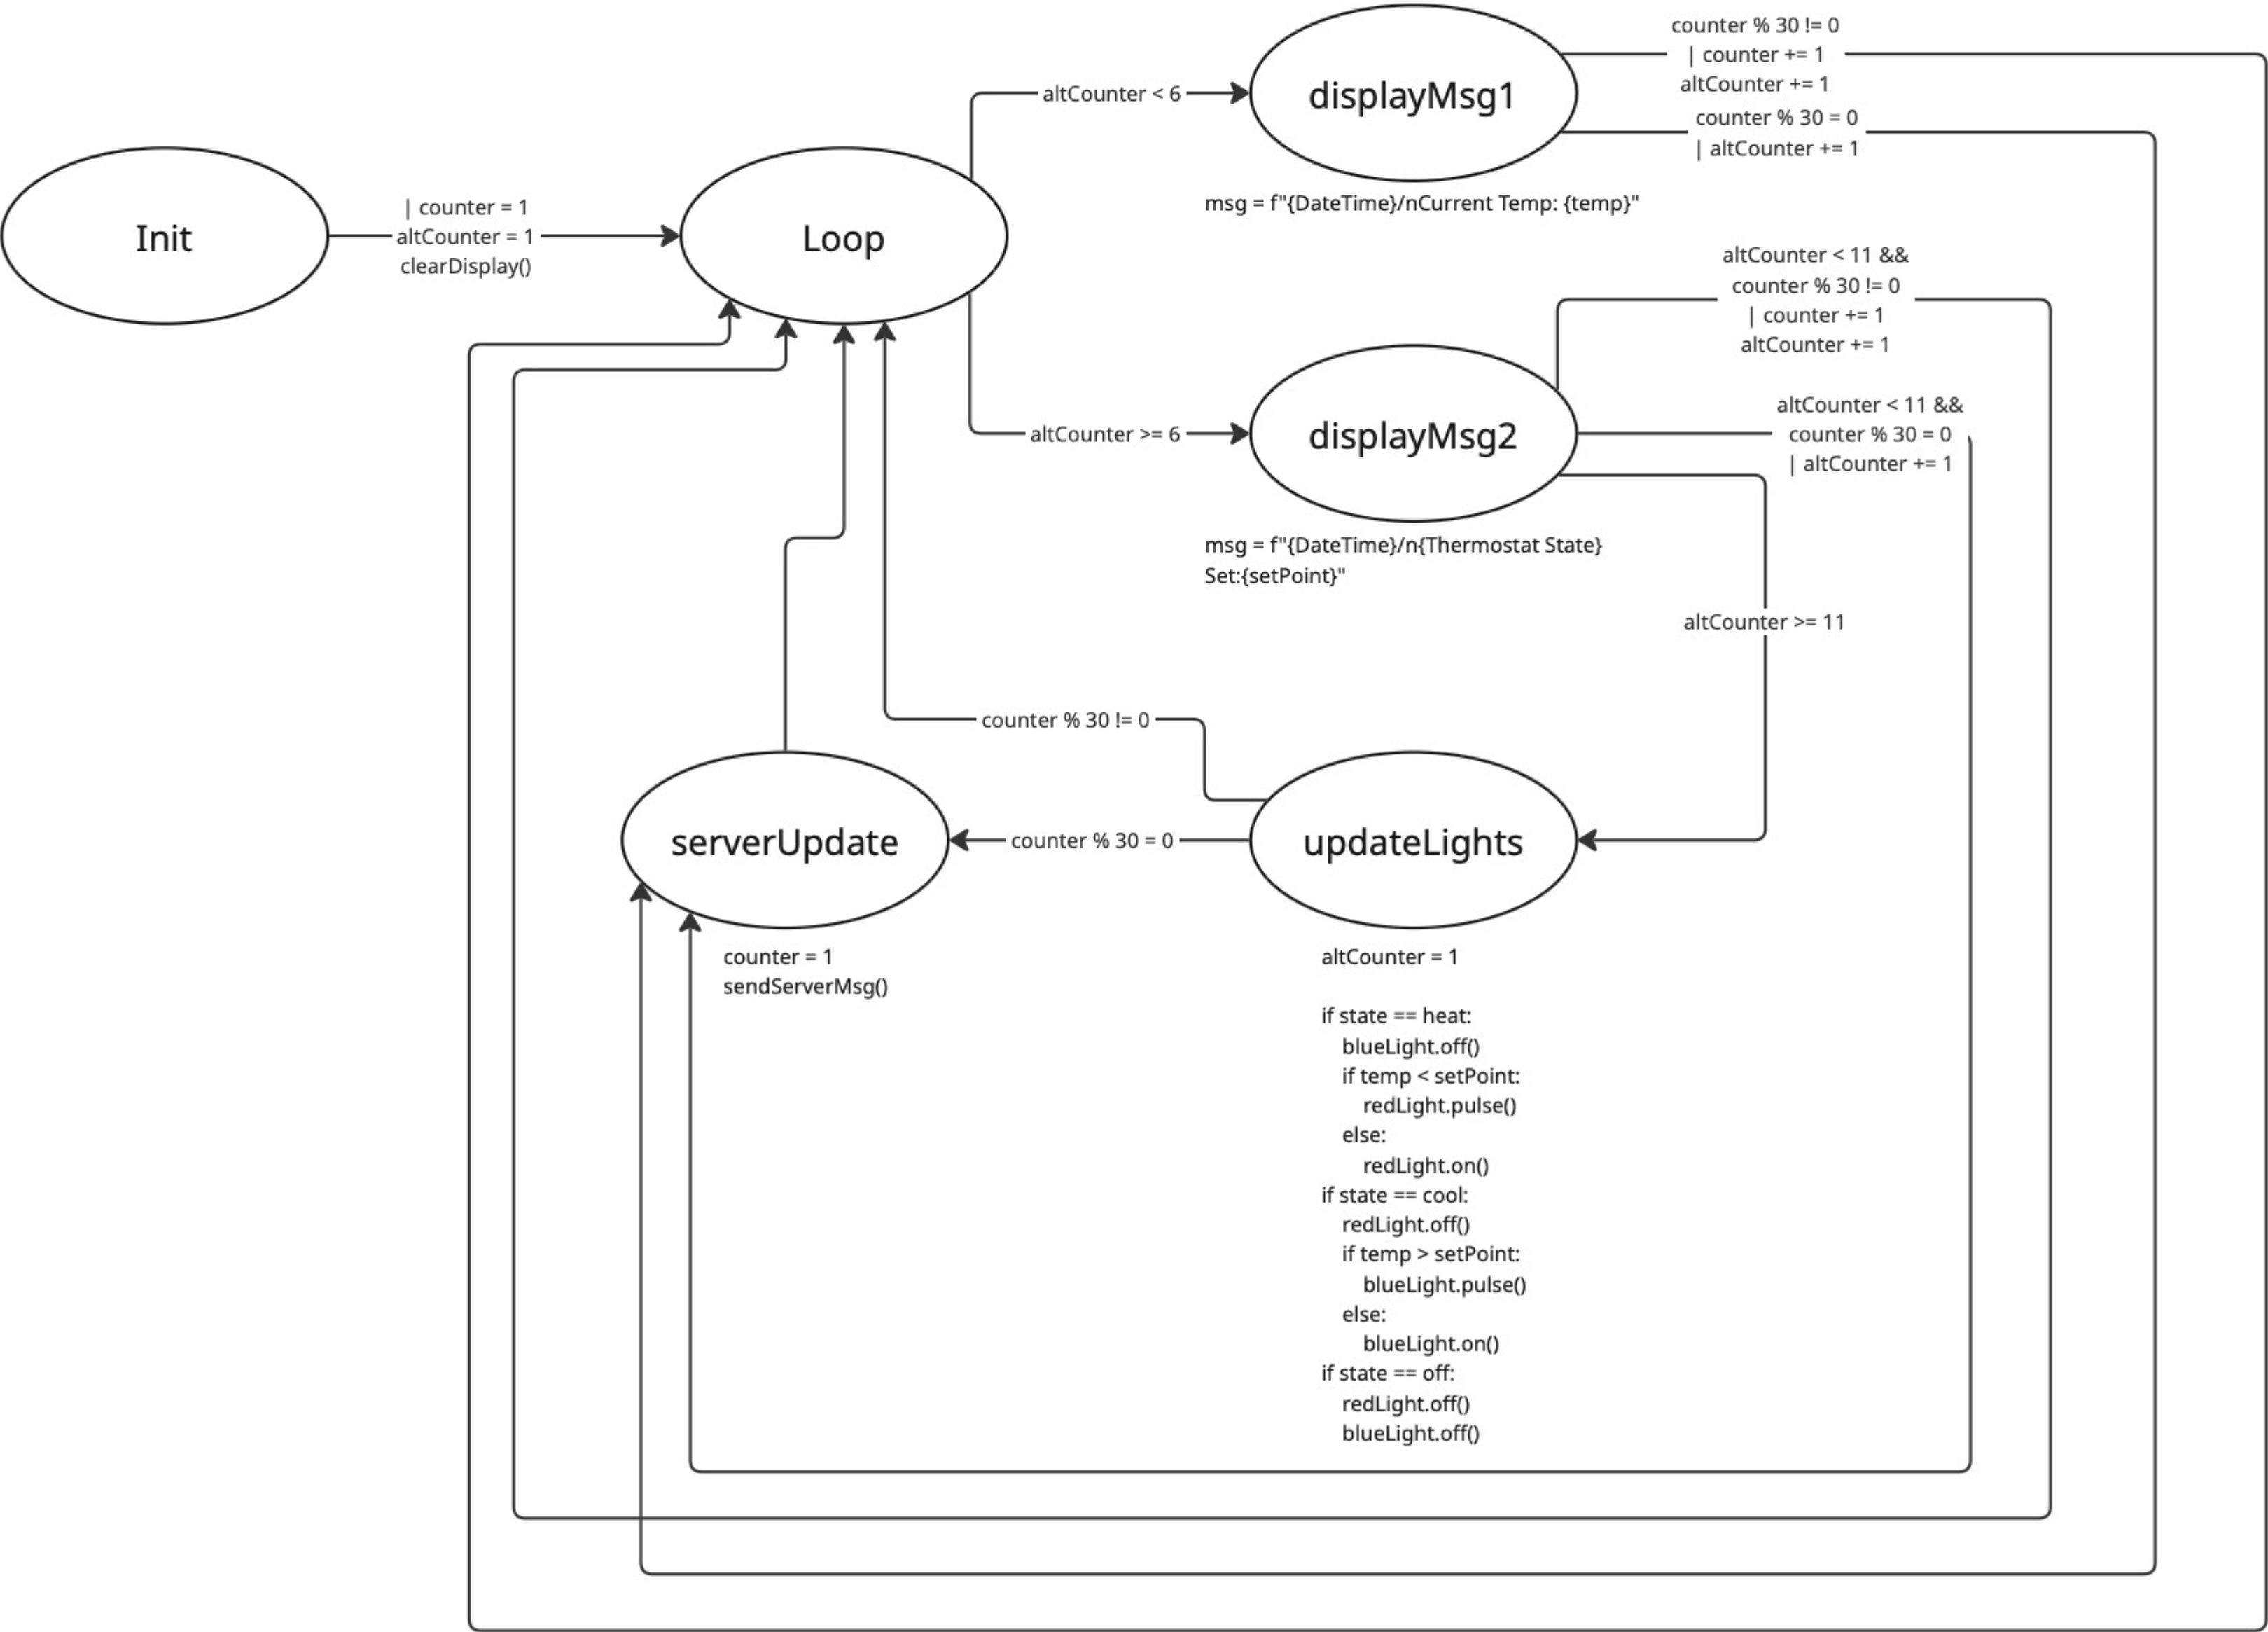 counter % 30 != 0
| counter += 1
altCounter += 1
altCounter < 6
displayMsg1
counter % 30 = 0
| altCounter += 1
msg = f"{DateTime}/nCurrent Temp: {temp}"
Init
| counter = 1
altCounter = 1
clearDisplay()
Loop
altCounter < 11 &&
counter % 30 != 0
| counter += 1
altCounter += 1
altCounter >= 6
displayMsg2
altCounter < 11 &&
counter % 30 = 0
| altCounter += 1
msg = f"{DateTime}/n{Thermostat State}
Set:{setPoint}"
altCounter >= 11
counter % 30 != 0
serverUpdate
counter % 30 = 0
updateLights
counter = 1
sendServerMsg()
altCounter = 1
if state == heat:
blueLight.off()
if temp < setPoint:
redLight.pulse()
else:
redLight.on()
if state == cool:
redLight.off()
if temp > setPoint:
blueLight.pulse()
else:
blueLight.on()
if state == off:
redLight.off()
blueLight.off()